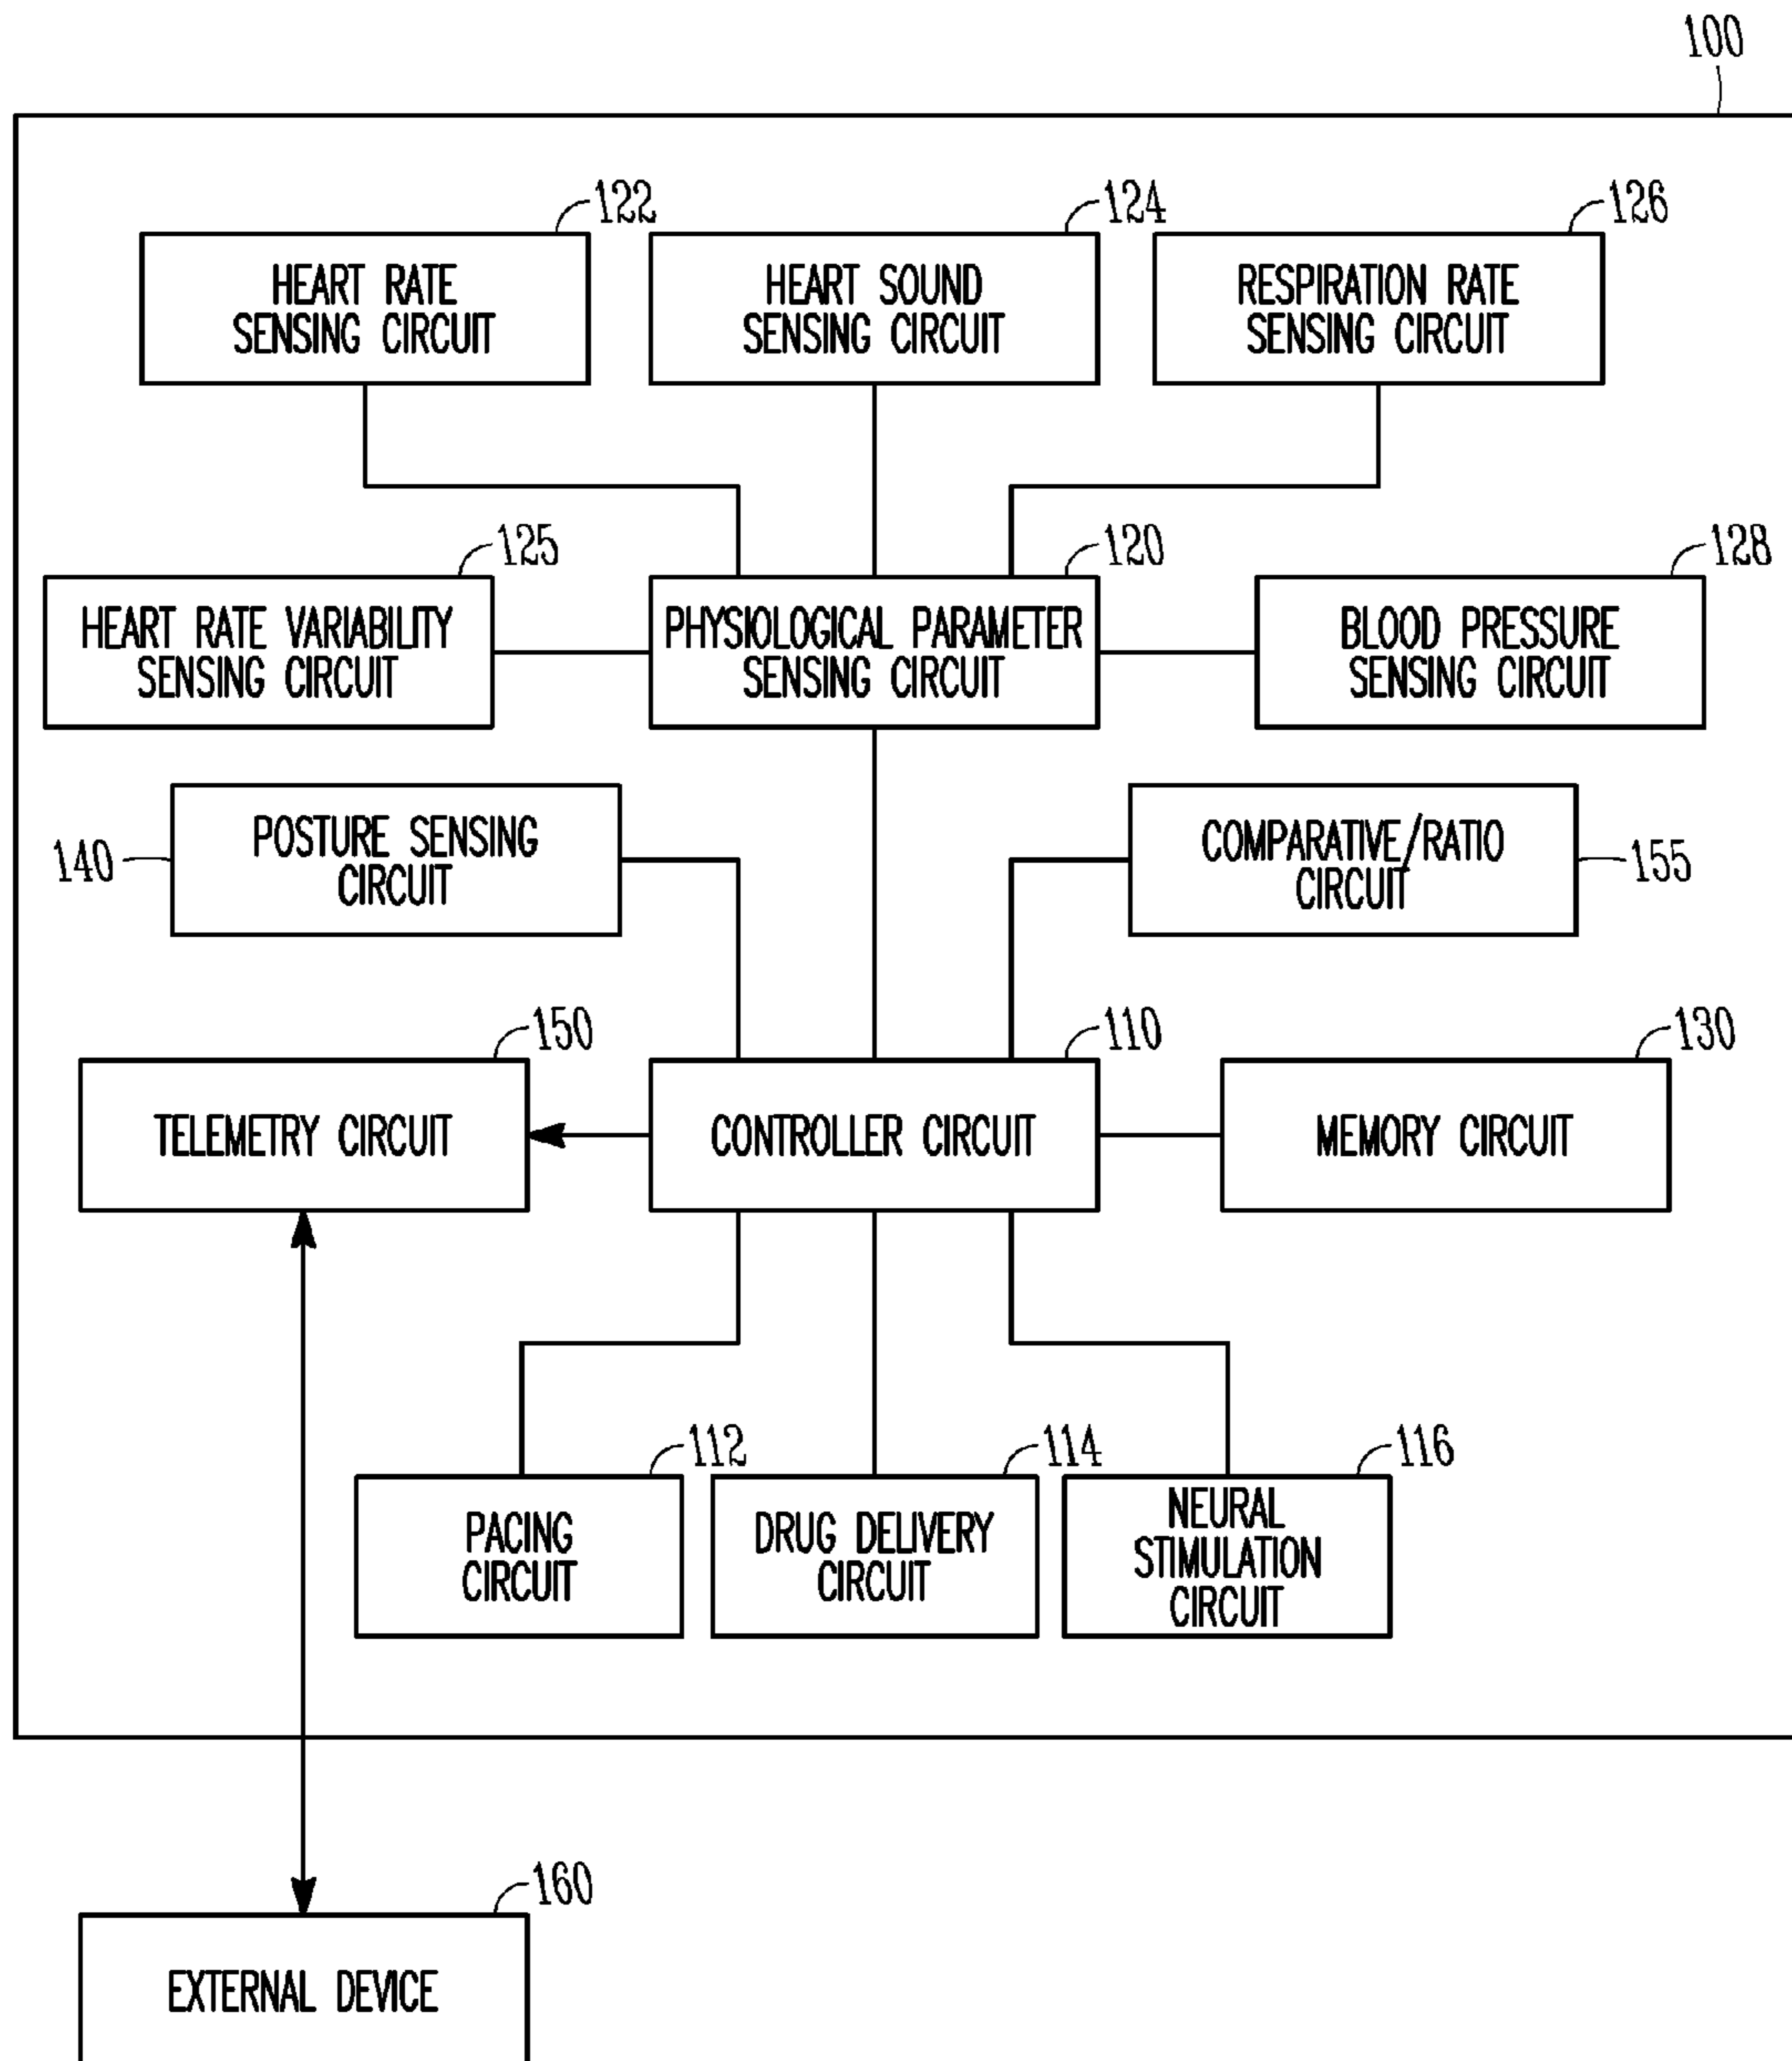 100
122
124
126
HEART RATE
SENSING CIRCUIT
HEART SOUND
SENSING CIRCUIT
RESPIRATION RATE
SENSING CIRCUIT
125
120
128
HEART RATE VARIABILITY
SENSING CIRCUIT
PHYSIOLOGICAL PARAMETER
SENSING CIRCUIT
BLOOD PRESSURE
SENSING CIRCUIT
140
POSTURE SENSING
CIRCUIT
COMPARATIVE/RATIO
CIRCUIT
155
150
110
130
TELEMETRY CIRCUIT
CONTROLLER CIRCUIT
MEMORY CIRCUIT
112
114
116
PACING
CIRCUIT
DRUG DELIVERY
CIRCUIT
NEURAL
STIMULATION
CIRCUIT
160
EXTERNAL DEVICE